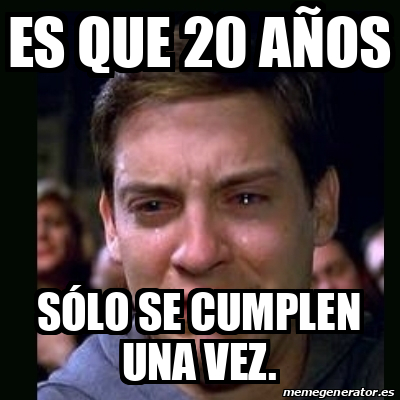 ES QUE 20 AÑOS
SÓLO SE CUMPLEN
UNA VEZ.
memegenerator.es